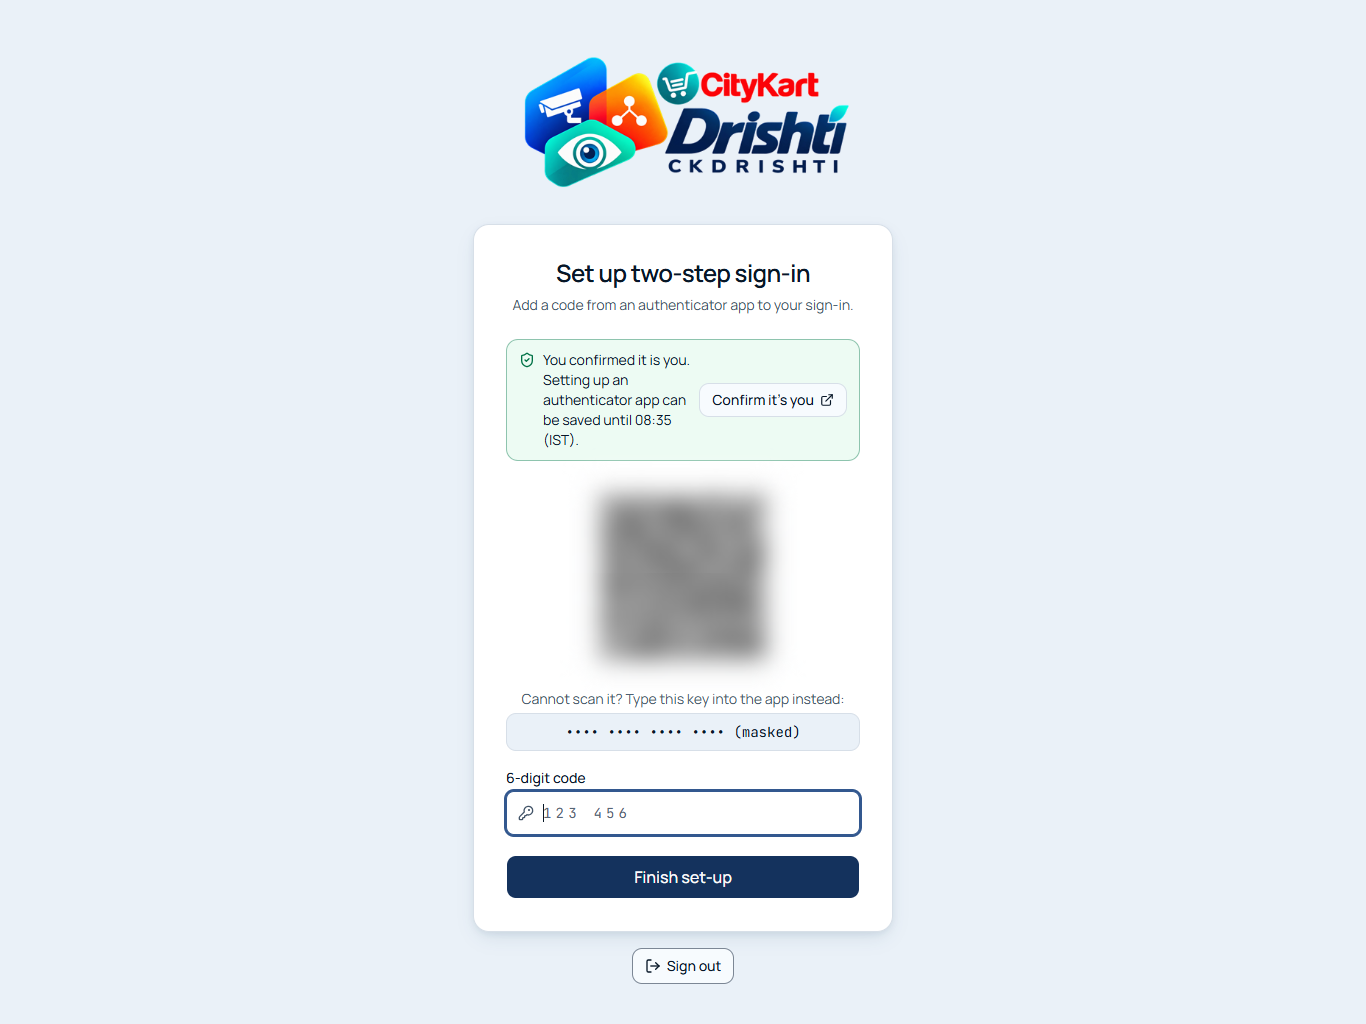 CityKart
Drishti
CKDRISHTI
Set up two-step sign-in
Add a code from an authenticator app to your sign-in.
You confirmed it is you.
Setting up an
authenticator app can
be saved until 08:35
(IST).
Confirm it's you
Cannot scan it? Type this key into the app instead:
•••• •••• •••• •••• (masked)
6-digit code
123 456
Finish set-up
Sign out